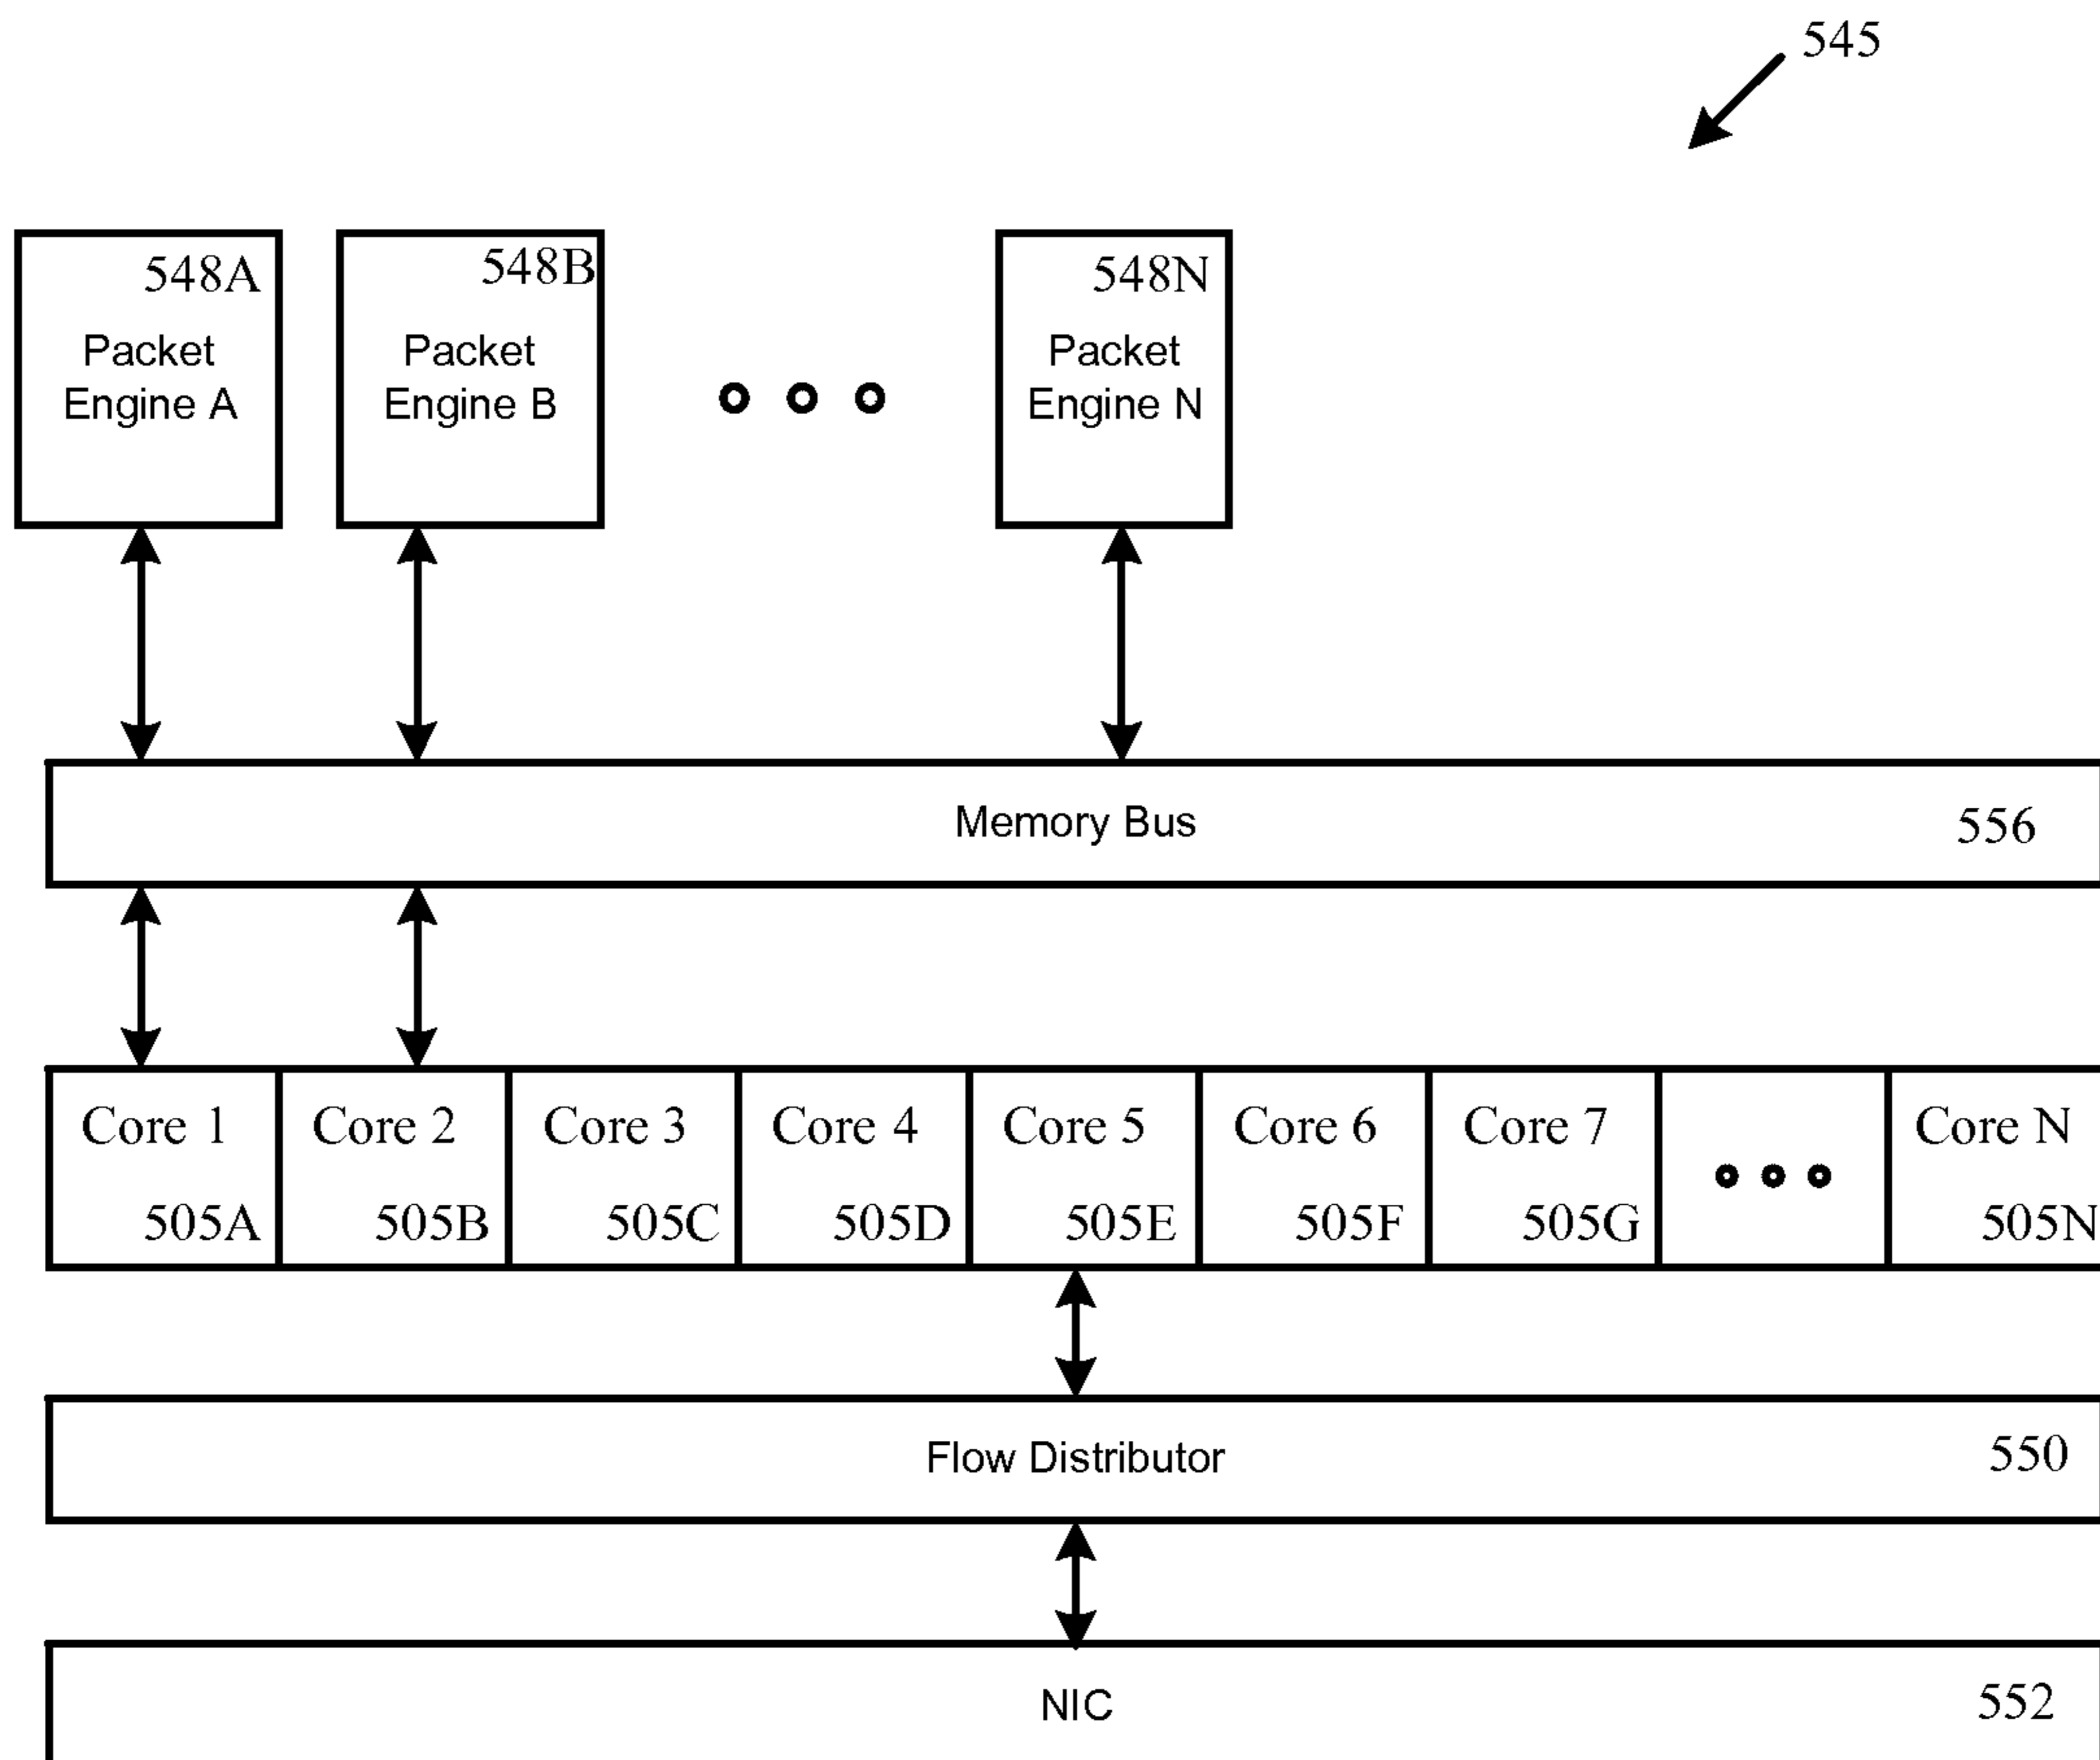 545
548A
Packet
Engine A
548B
Packet
Engine B
548N
Packet
Engine N
Memory Bus
556
Core 1
505A
Core 2
505B
Core 3
505C
Core 4
505D
Core 5
505E
Core 6
505F
Core 7
505G
Core N
505N
Flow Distributor
550
NIC
552